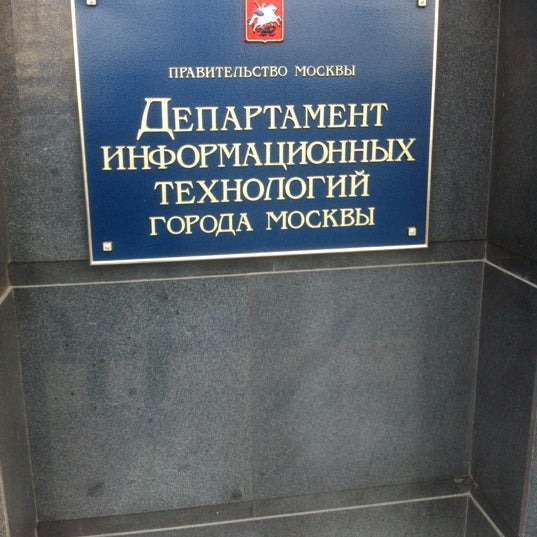 ПРАВИТЕЛЬСТВО МОСКВЫ
ДЕПАРТАМЕНТ
ИНФОРМАЦИОННЫХ
ТЕХНОЛОГИЙ
ГОРОДА МОСКВЫ